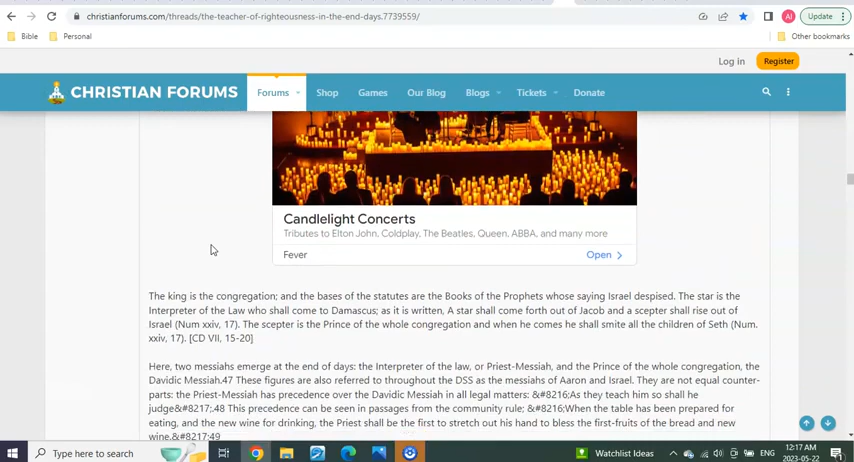 christianforums.com/threads/the-teacher-of-righteousness-in-the-end-days.7739559/
AI
Update
Bible
Personal
Other bookmarks
Log in
Register
CHRISTIAN FORUMS
Forums
Shop
Games
Our Blog
Blogs
Tickets
Donate
Candlelight Concerts
Tributes to Elton John, Coldplay, The Beatles, Queen, ABBA, and many more
Fever
Open
The king is the congregation; and the bases of the statutes are the Books of the Prophets whose saying Israel despised. The star is the
Interpreter of the Law who shall come to Damascus; as it is written, A star shall come forth out of Jacob and a scepter shall rise out of
Israel (Num xxiv, 17). The scepter is the Prince of the whole congregation and when he comes he shall smite all the children of Seth (Num.
xxiv, 17). [CD VII, 15-20]
Here, two messiahs emerge at the end of days: the Interpreter of the law, or Priest-Messiah, and the Prince of the whole congregation, the
Davidic Messiah.47 These figures are also referred to throughout the DSS as the messiahs of Aaron and Israel. They are not equal counter-
parts: the Priest-Messiah has precedence over the Davidic Messiah in all legal matters: &#8216;As they teach him so shall he
judge&#8217;.48 This precedence can be seen in passages from the community rule; &#8216;When the table has been prepared for
eating, and the new wine for drinking, the Priest shall be the first to stretch out his hand to bless the first-fruits of the bread and new
wine.&#8217;49
Type here to search
Watchlist Ideas
ENG
12:17 AM
2023-05-22